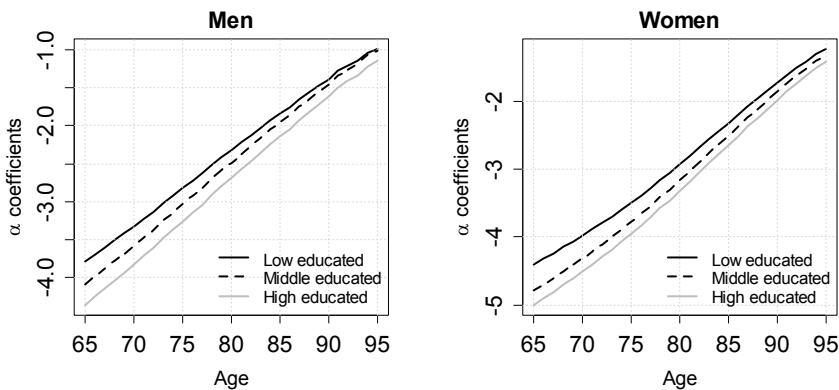 Men
α coefficients
-1.0
-2.0
-3.0
-4.0
Low educated
Middle educated
High educated
65 70 75 80 85 90 95
Age
Women
α coefficients
-2
-3
-4
-5
Low educated
Middle educated
High educated
65 70 75 80 85 90 95
Age